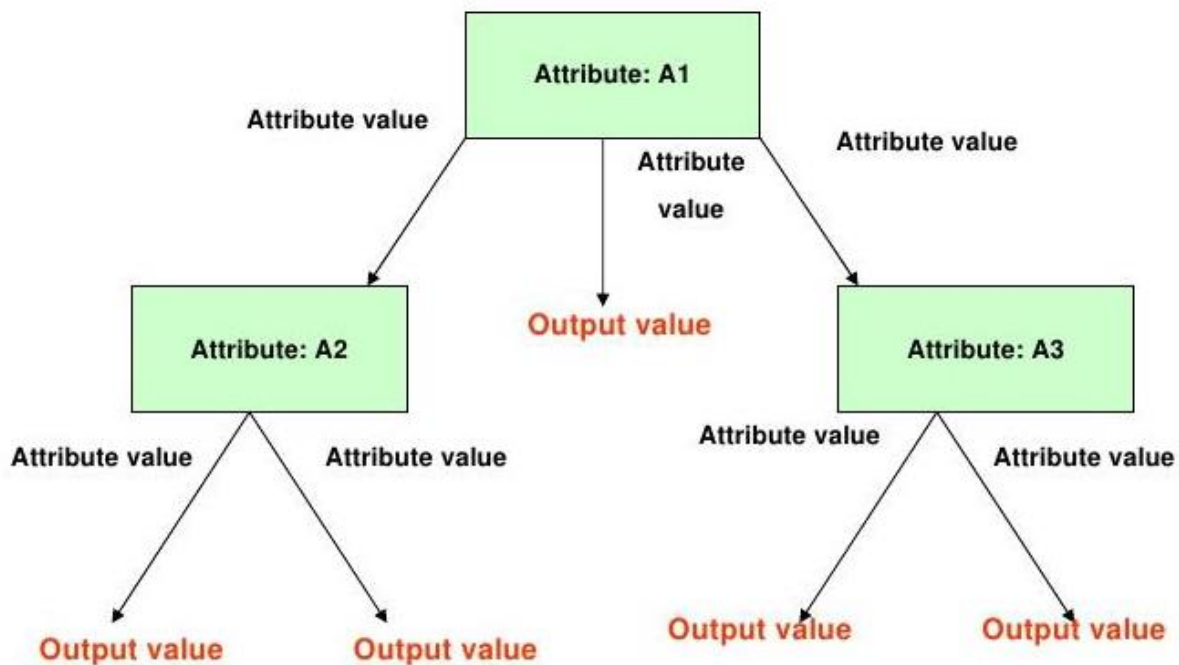 Attribute: A1
Attribute value
Attribute value
Attribute
value
Output value
Attribute: A2
Attribute: A3
Attribute value
Attribute value
Attribute value
Attribute value
Output value
Output value
Output value
Output value